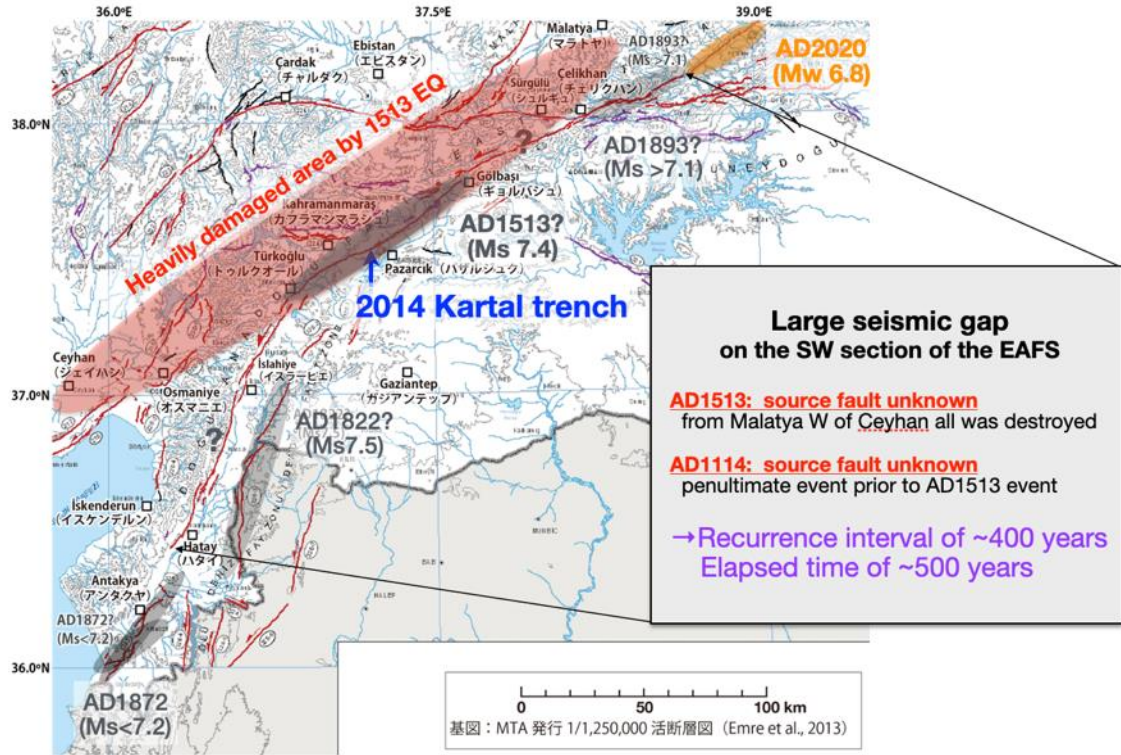 36.0°
37.5°
39.0°E
38.0°N
37.0°N
36.0°N
Malatya
(マラトヤ)
AD1893?
(Ms >7.1)
AD2020
(Mw 6.8)
Ebistan
(エビスタン)
Çardak
(チャルダク)
Sürgülü
(シュルギュ)
Çelikhan
(チェリクハン)
Heavily damaged area by 1513 EQ
?
AD1893?
(Ms >7.1)
Gölbaşı
(ギョルバシュ)
Kahramanmaraş
(カフラマンマラシュ)
AD1513?
(Ms 7.4)
Türkoğlu
(トゥルクオール)
Pazarcık
2014 Kartal trench
Ceyhan
(ジェイハン)
Osmaniye
(オスマニエ)
İslahiye
(イスラーヒエ)
Gaziantep
(ガジアンテップ)
AD1822?
(Ms7.5)
?
İskenderun
(イスケンデルン)
Hatay
(ハタイ)
Antakya
(アンタクヤ)
AD1872?
(Ms<7.2)
AD1872
(Ms<7.2)
Large seismic gap
on the SW section of the EAFS
AD1513: source fault unknown
from Malatya W of Ceyhan all was destroyed
AD1114: source fault unknown
penultimate event prior to AD1513 event
→Recurrence interval of ~400 years
Elapsed time of ~500 years
0 50 100 km
基図：MTA 発行 1/1,250,000 活断層図 (Emre et al., 2013)